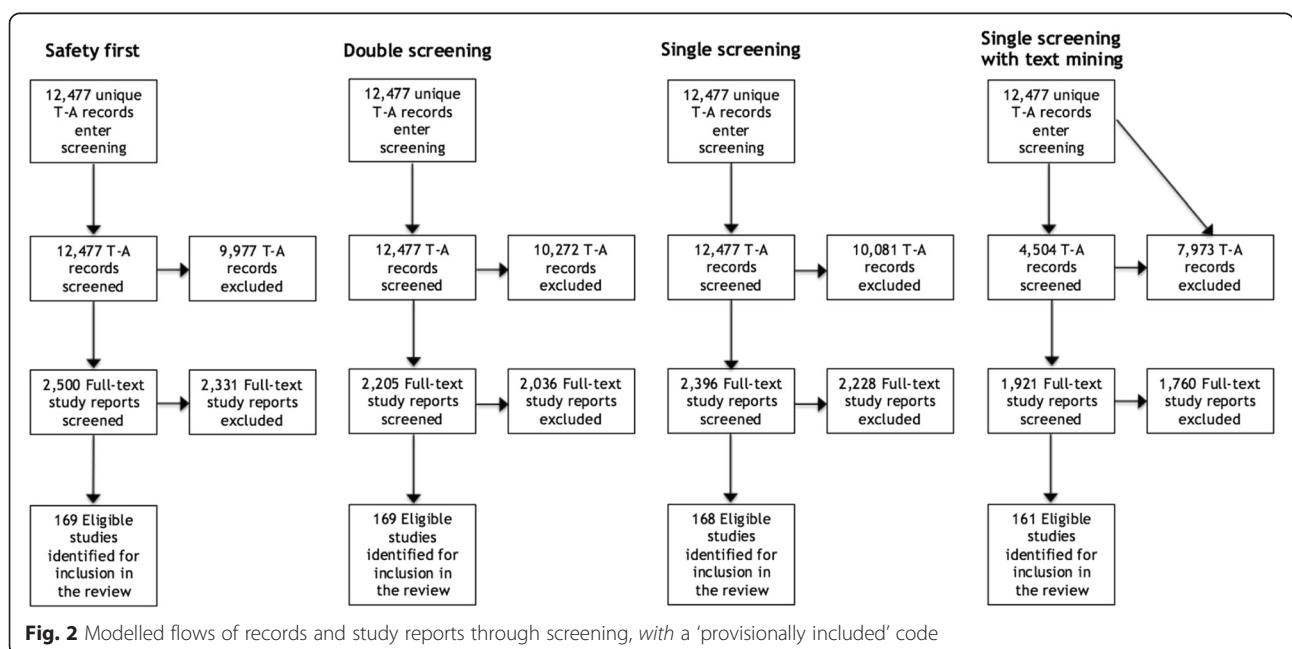 Safety first
12,477 unique
T-A records
enter
screening
12,477 T-A
records
screened
9,977 T-A
records
excluded
2,500 Full-text
study reports
screened
2,331 Full-text
study reports
excluded
169 Eligible
studies
identified for
inclusion in
the review
Double screening
12,477 unique
T-A records
enter
screening
12,477 T-A
records
screened
10,272 T-A
records
excluded
2,205 Full-text
study reports
screened
2,036 Full-text
study reports
excluded
169 Eligible
studies
identified for
inclusion in
the review
Single screening
12,477 unique
T-A records
enter
screening
12,477 T-A
records
screened
10,081 T-A
records
excluded
2,396 Full-text
study reports
screened
2,228 Full-text
study reports
excluded
168 Eligible
studies
identified for
inclusion in
the review
Single screening
with text mining
12,477 unique
T-A records
enter
screening
4,504 T-A
records
screened
7,973 T-A
records
excluded
1,921 Full-text
study reports
screened
1,760 Full-text
study reports
excluded
161 Eligible
studies
identified for
inclusion in
the review
Fig. 2 Modelled flows of records and study reports through screening, with a ‘provisionally included’ code